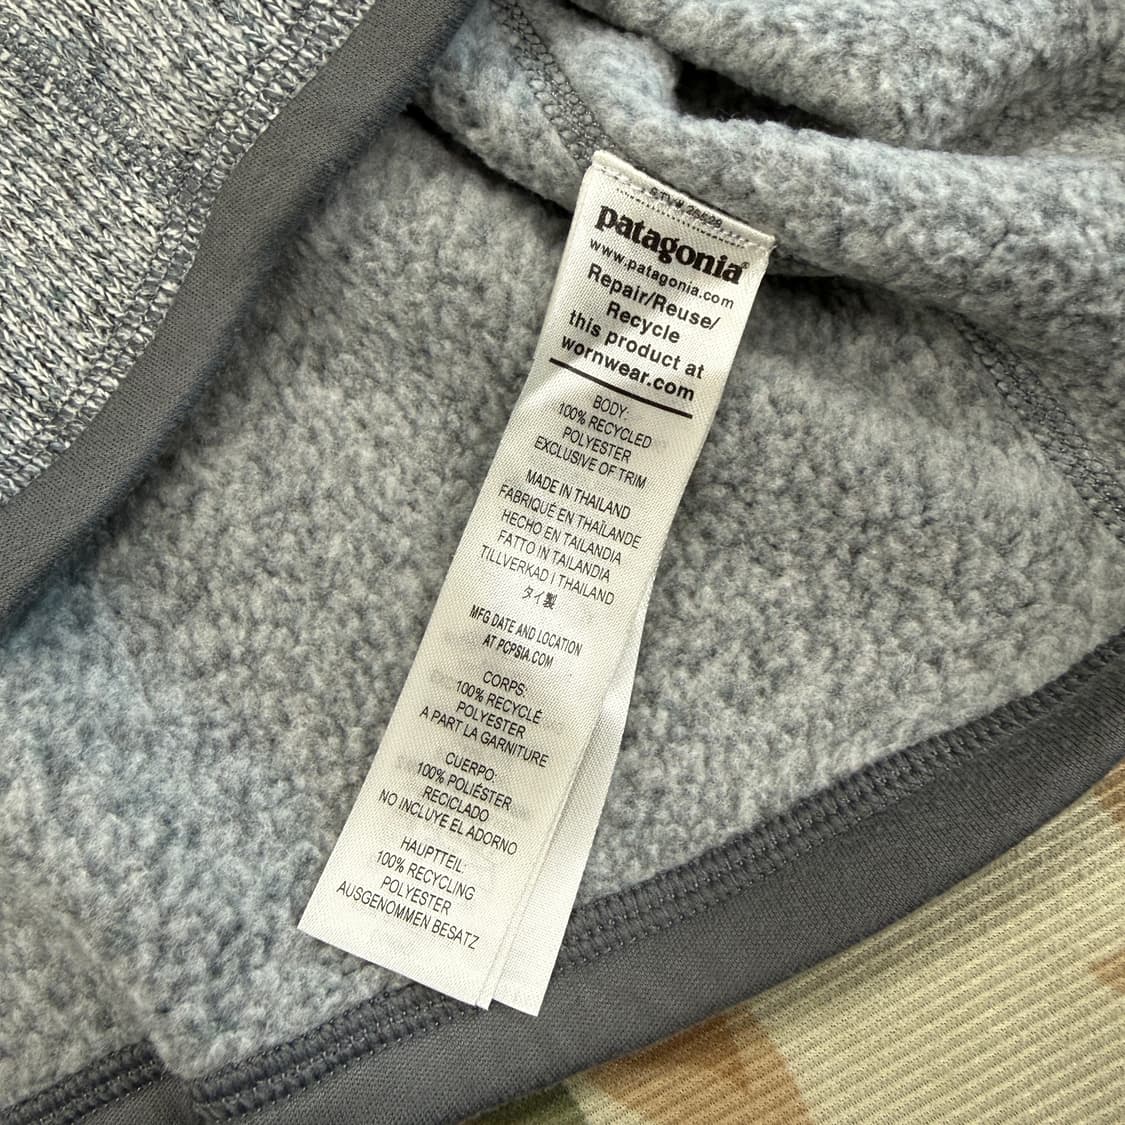 patagonia®
www.patagonia.com
Repair/Reuse/
Recycle
this product at
wornwear.com
BODY:
100% RECYCLED
POLYESTER
EXCLUSIVE OF TRIM
MADE IN THAILAND
FABRIQUÉ EN THAÏLANDE
HECHO EN TAILANDIA
FATTO IN TAILANDIA
TILLVERKAD I THAILAND
タイ製
MFG DATE AND LOCATION
AT PCPSIA.COM
CORPS:
100% RECYCLÉ
POLYESTER
A PART LA GARNITURE
CUERPO:
100% POLIÉSTER
RECICLADO
NO INCLUYE EL ADORNO
HAUPTTEIL:
100% RECYCLING
POLYESTER
AUSGENOMMEN BESATZ